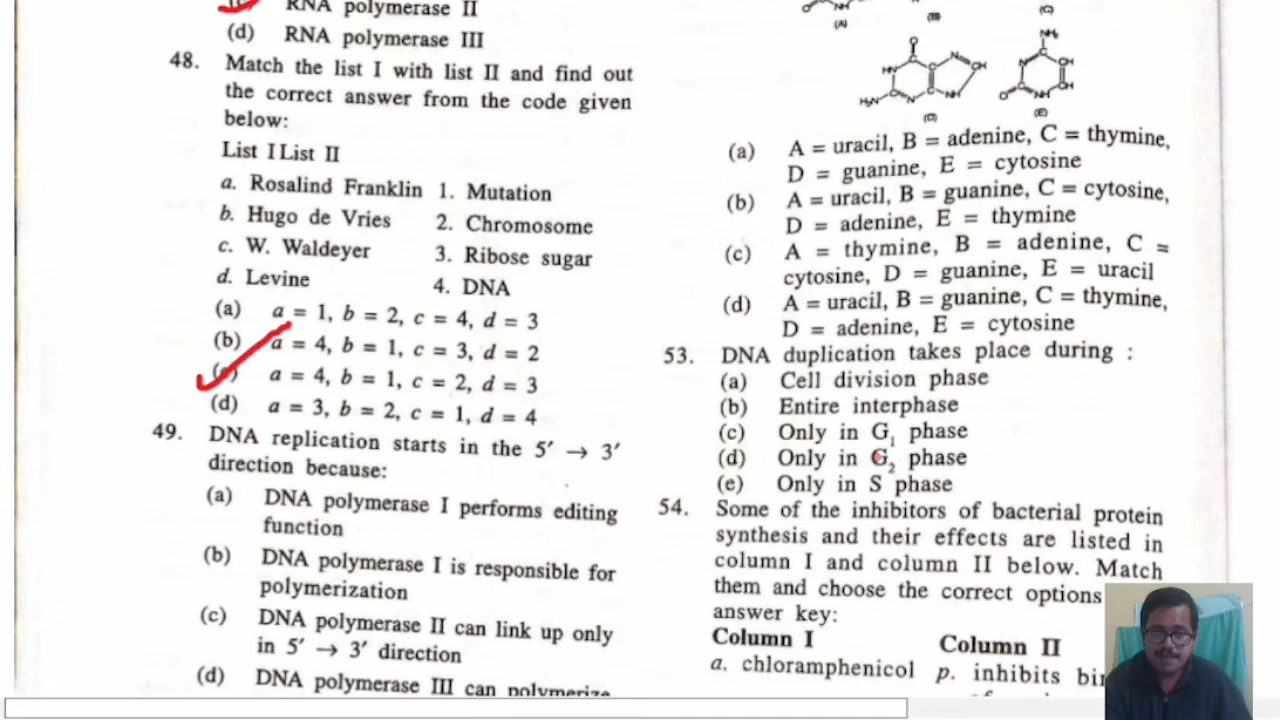 RNA polymerase II
(d) RNA polymerase III
48. Match the list I with list II and find out
the correct answer from the code given
below:
List I List II
a. Rosalind Franklin 1. Mutation
b. Hugo de Vries 2. Chromosome
c. W. Waldeyer 3. Ribose sugar
d. Levine 4. DNA
(a) a = 1, b = 2, c = 4, d = 3
(b) a = 4, b = 1, c = 3, d = 2
(c) a = 4, b = 1, c = 2, d = 3
(d) a = 3, b = 2, c = 1, d = 4
49. DNA replication starts in the 5′ → 3′
direction because:
(a) DNA polymerase I performs editing
function
(b) DNA polymerase I is responsible for
polymerization
(c) DNA polymerase II can link up only
in 5′ → 3′ direction
(d) DNA polymerase III can polymerize
(A) (B) (C)
(D) (E)
(a) A = uracil, B = adenine, C = thymine,
D = guanine, E = cytosine
(b) A = uracil, B = guanine, C = cytosine,
D = adenine, E = thymine
(c) A = thymine, B = adenine, C =
cytosine, D = guanine, E = uracil
(d) A = uracil, B = guanine, C = thymine,
D = adenine, E = cytosine
53. DNA duplication takes place during :
(a) Cell division phase
(b) Entire interphase
(c) Only in G₁ phase
(d) Only in G₂ phase
(e) Only in S phase
54. Some of the inhibitors of bacterial protein
synthesis and their effects are listed in
column I and column II below. Match
them and choose the correct options
answer key:
Column I Column II
a. chloramphenicol p. inhibits